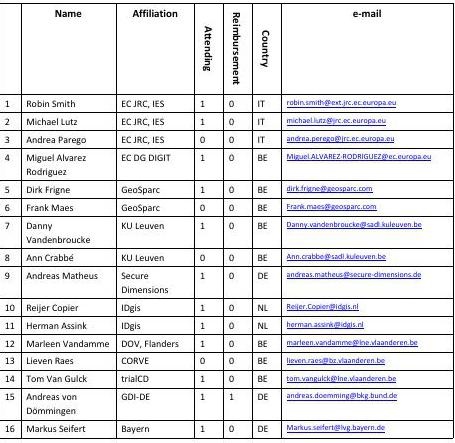 Name Affiliation Attending Reimbursement Country e-mail
1 Robin Smith EC JRC, IES 1 0 IT robin.smith@ext.jrc.ec.europa.eu
2 Michael Lutz EC JRC, IES 1 0 IT michael.lutz@jrc.ec.europa.eu
3 Andrea Parego EC JRC, IES 0 0 IT andrea.perego@jrc.ec.europa.eu
4 Miguel Alvarez EC DG DIGIT 1 0 BE Miguel.ALVAREZ-RODRIGUEZ@ec.europa.eu
Rodriguez
5 Dirk Frigne GeoSparc 1 0 BE dirk.frigne@geosparc.com
6 Frank Maes GeoSparc 0 0 BE Frank.maes@geosparc.com
7 Danny KU Leuven 1 0 BE Danny.vandenbroucke@sadl.kuleuven.be
Vandenbroucke
8 Ann Crabbé KU Leuven 0 0 BE Ann.crabbe@sadl.kuleuven.be
9 Andreas Matheus Secure 1 0 DE andreas.matheus@secure-dimensions.de
Dimensions
10 Reijer Copier IDgis 1 0 NL Reijer.Copier@idgis.nl
11 Herman Assink IDgis 1 0 NL herman.assink@idgis.nl
12 Marleen Vandamme DOV, Flanders 1 0 BE marleen.vandamme@lne.vlaanderen.be
13 Lieven Raes CORVE 0 0 BE lieven.raes@bz.vlaanderen.be
14 Tom Van Gulck trialCD 1 0 BE tom.vangulck@lne.vlaanderen.be
15 Andreas von GDI-DE 1 1 DE andreas.doemming@bkg.bund.de
Dömmingen
16 Markus Seifert Bayern 1 0 DE Markus.seifert@lvg.bayern.de